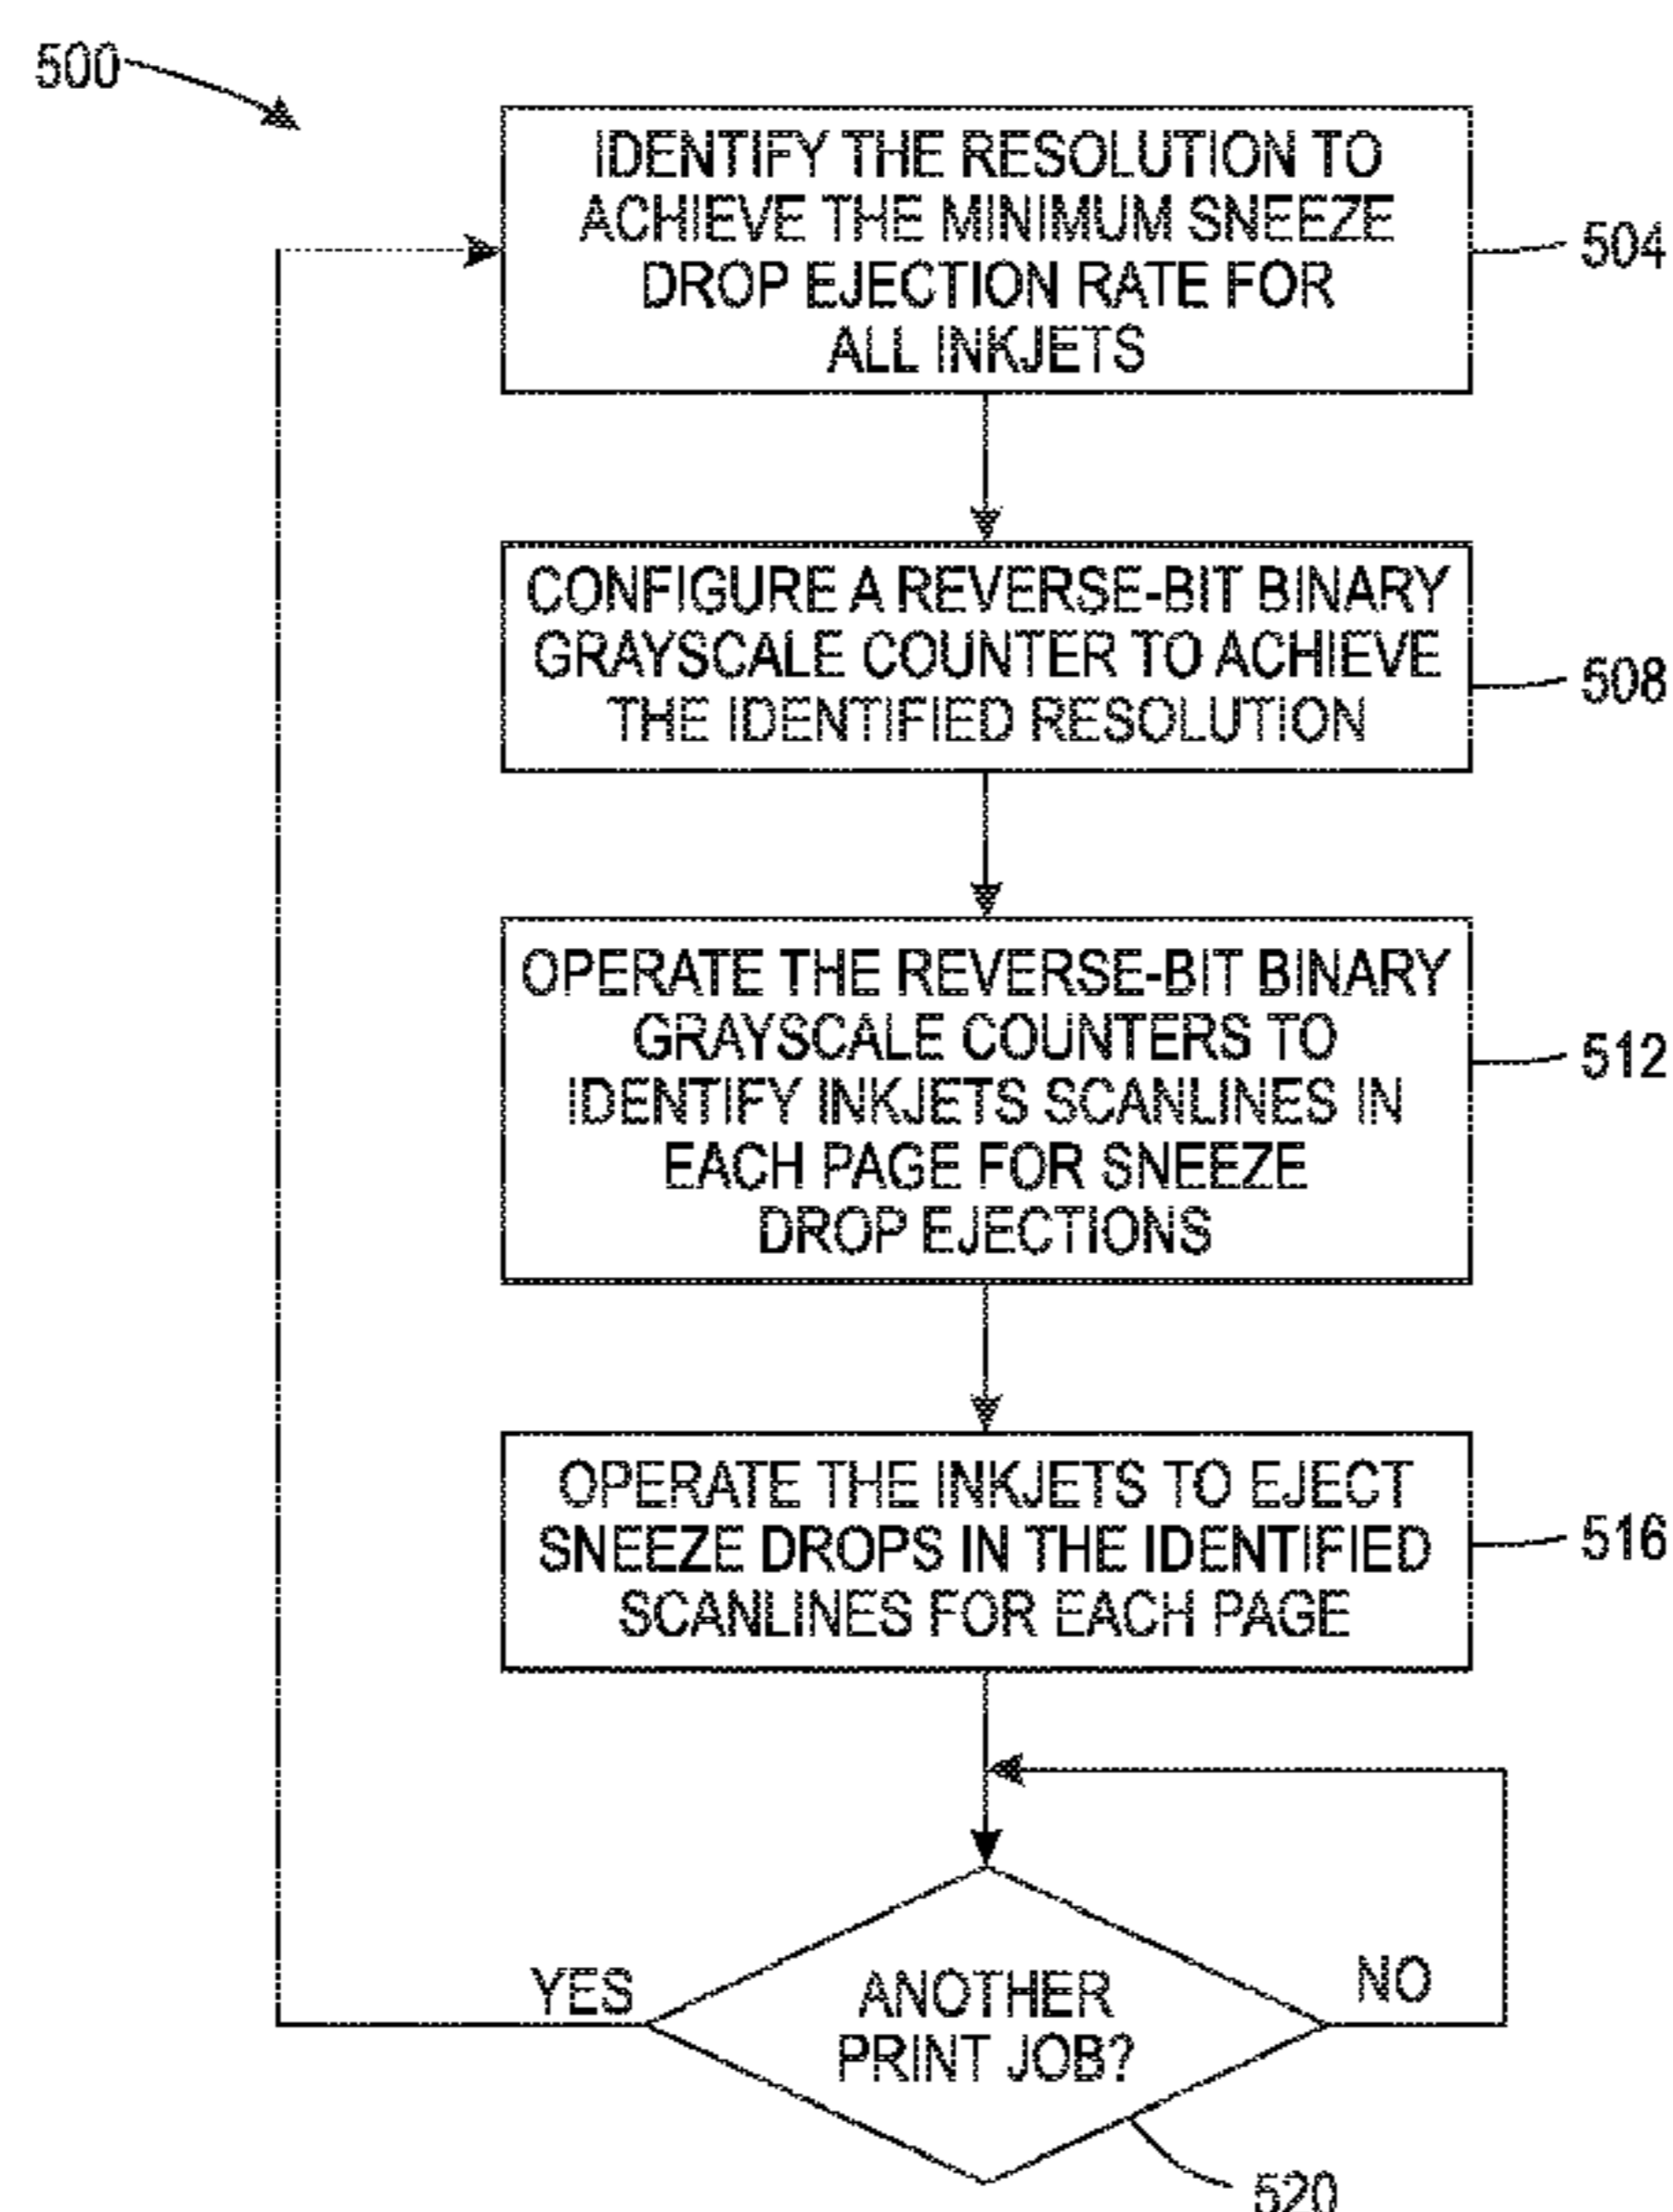 500
IDENTIFY THE RESOLUTION TO
ACHIEVE THE MINIMUM SNEEZE
DROP EJECTION RATE FOR
ALL INKJETS
504
CONFIGURE A REVERSE-BIT BINARY
GRAYSCALE COUNTER TO ACHIEVE
THE IDENTIFIED RESOLUTION
508
OPERATE THE REVERSE-BIT BINARY
GRAYSCALE COUNTERS TO
IDENTIFY INKJETS SCANLINES IN
EACH PAGE FOR SNEEZE
DROP EJECTIONS
512
OPERATE THE INKJETS TO EJECT
SNEEZE DROPS IN THE IDENTIFIED
SCANLINES FOR EACH PAGE
516
YES
ANOTHER
PRINT JOB?
NO
520